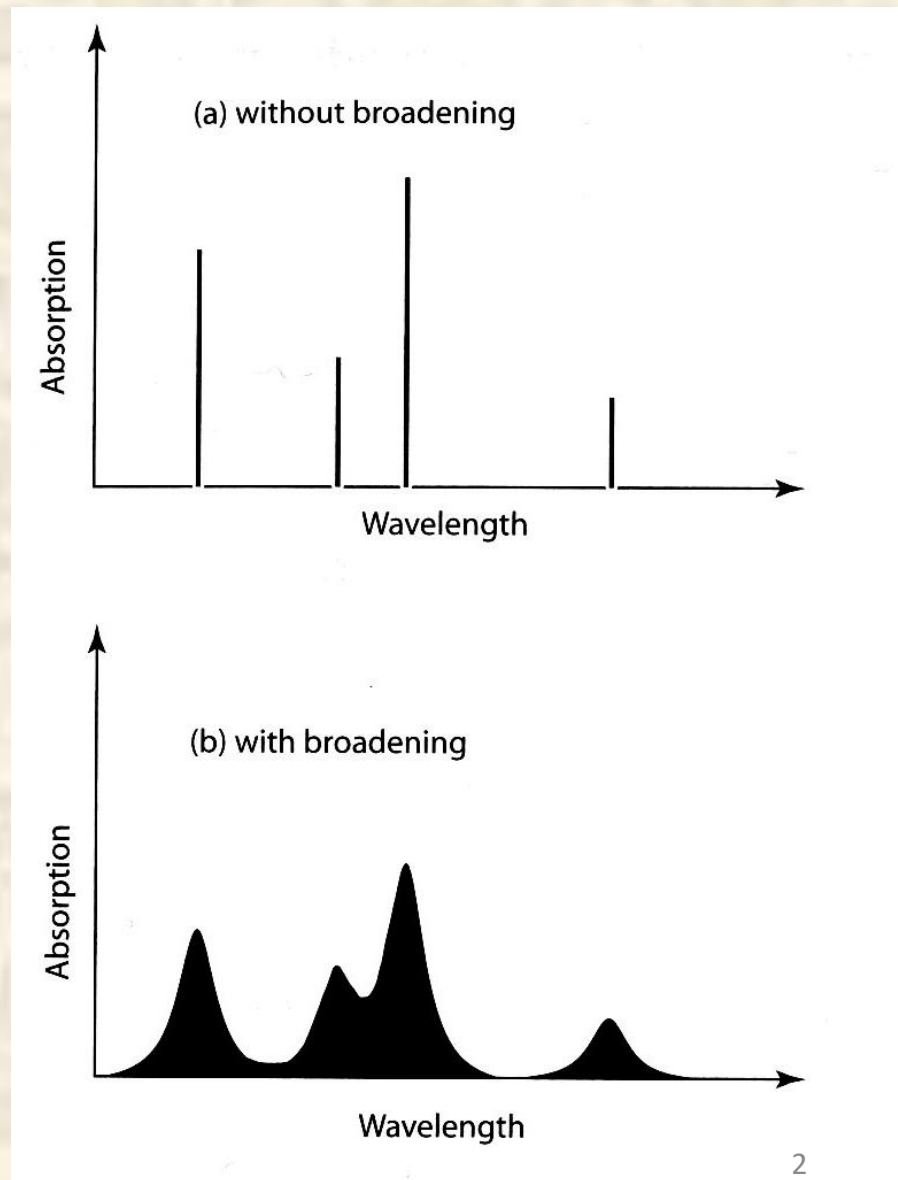 (a) without broadening
Absorption
Wavelength
(b) with broadening
Absorption
Wavelength
2